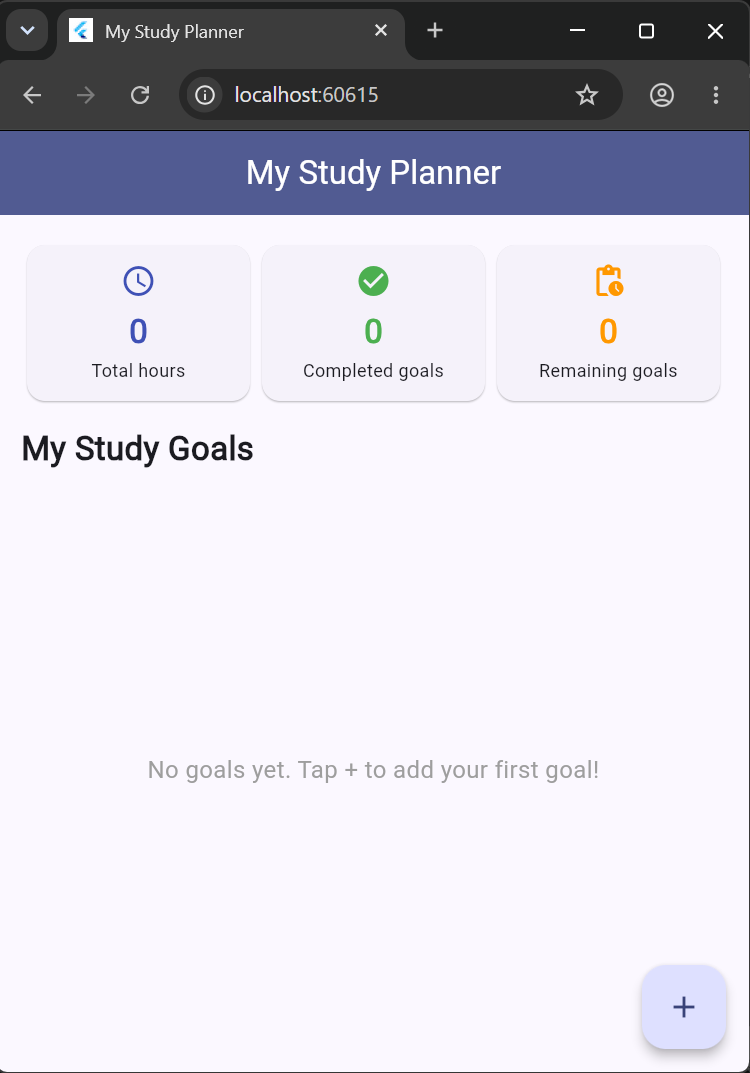 My Study Planner
localhost:60615
My Study Planner
0 0 0
Total hours Completed goals Remaining goals
My Study Goals
No goals yet. Tap + to add your first goal!
+